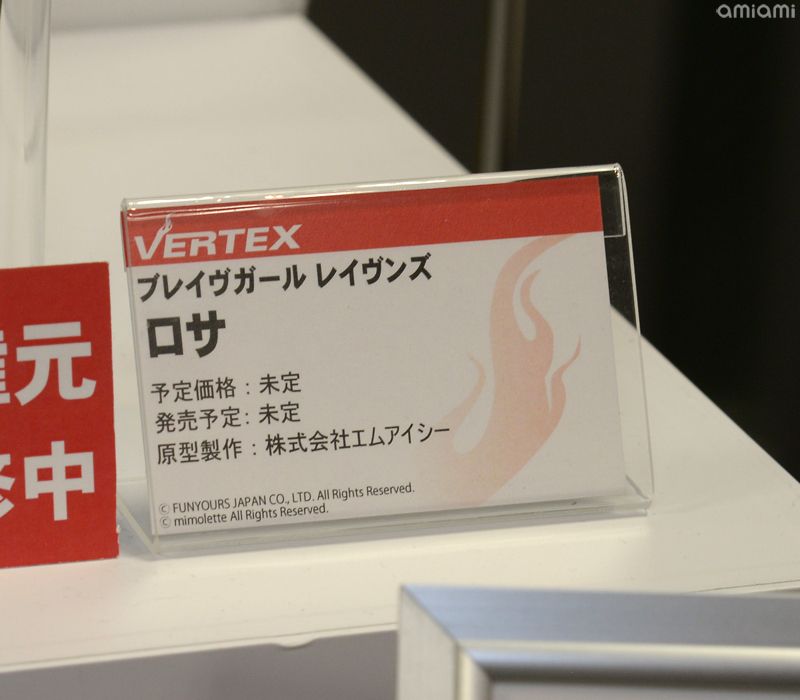 amiami
VERTEX
ブレイヴガール レイヴンズ
ロサ
予定価格：未定
発売予定：未定
原型製作：株式会社エムアイシー
© FUNYOURS JAPAN CO., LTD. All Rights Reserved.
© mimolette All Rights Reserved.
元
中